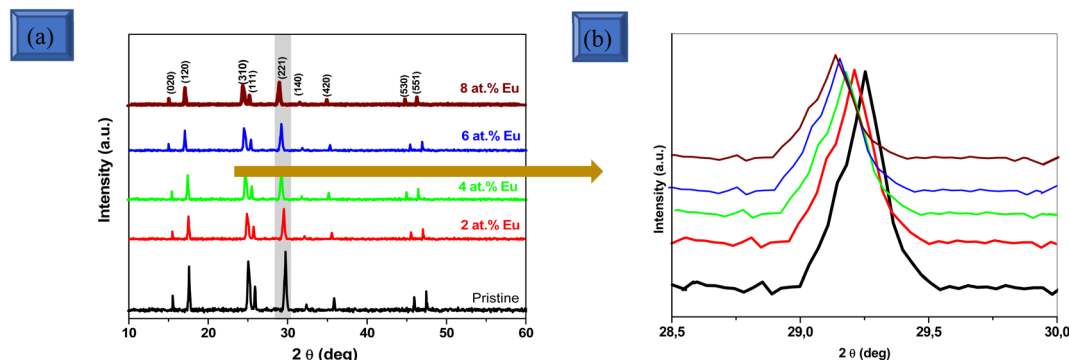 (a)
(020)
(120)
(310)
(111)
(221)
(140)
(420)
(530)
(551)
8 at.% Eu
6 at.% Eu
4 at.% Eu
2 at.% Eu
Pristine
Intensity (a.u.)
10 20 30 40 50 60
2 θ (deg)
(b)
Intensity (a.u.)
28,5 29,0 29,5 30,0
2 θ (deg)